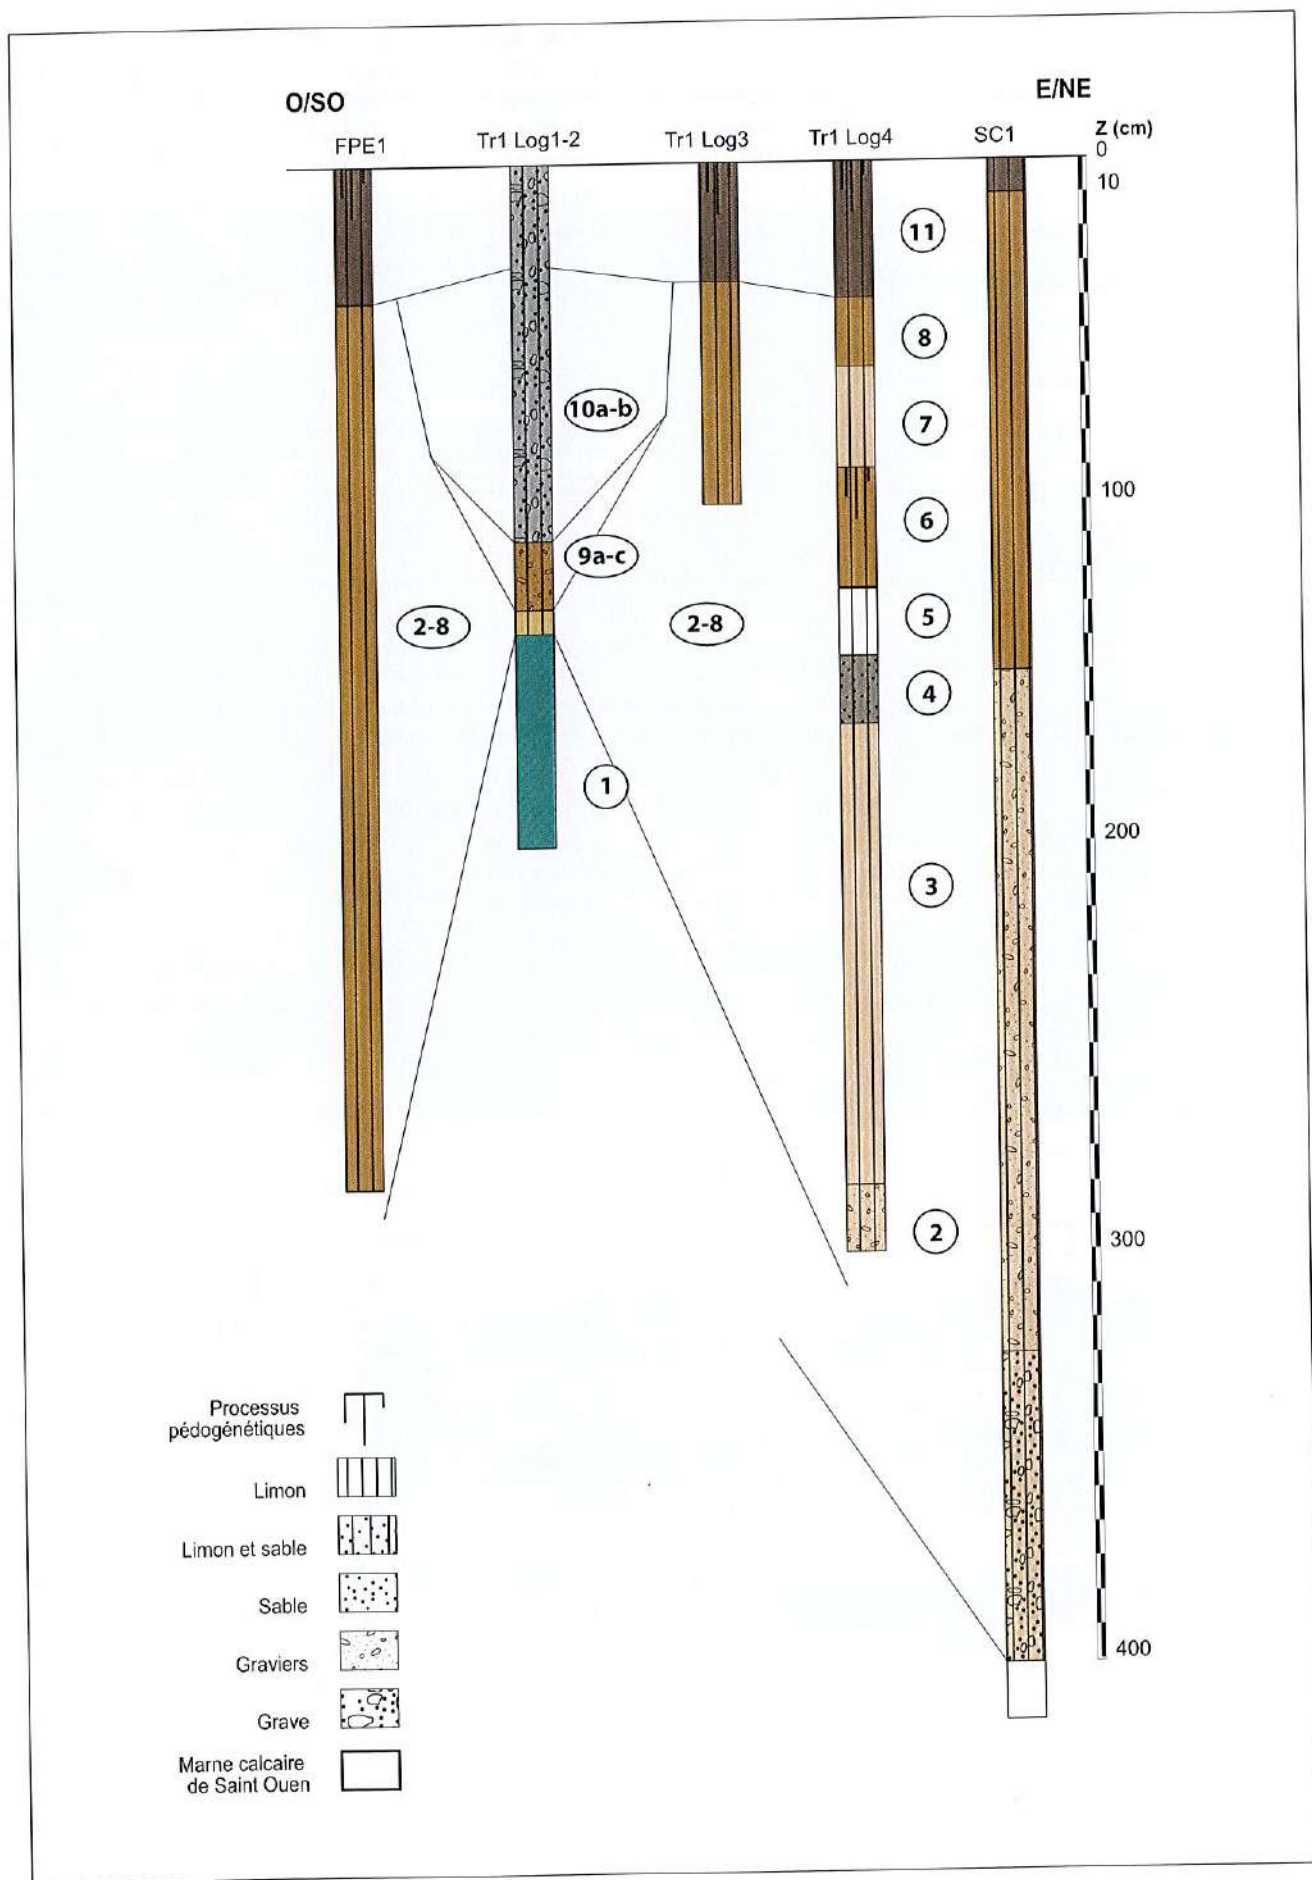 O/SO
E/NE
FPE1
Tr1 Log1-2
Tr1 Log3
Tr1 Log4
SC1
Z (cm)
0
10
11
8
10a-b
7
100
6
9a-c
5
2-8
2-8
4
1
200
3
2
300
400
Processus
pédogénétiques
Limon
Limon et sable
Sable
Graviers
Grave
Marne calcaire
de Saint Ouen